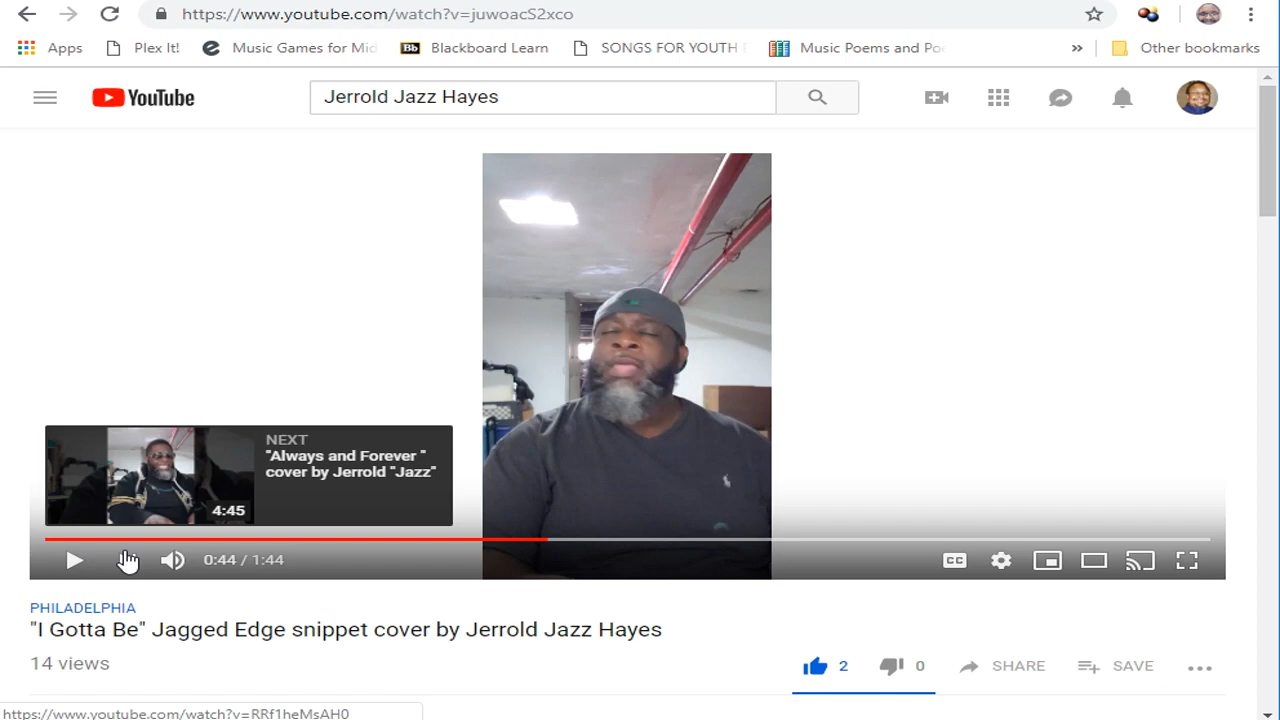 https://www.youtube.com/watch?v=juwoacS2xco
Apps Plex It! Music Games for Mid Bb Blackboard Learn SONGS FOR YOUTH Music Poems and Po » Other bookmarks
YouTube
Jerrold Jazz Hayes
NEXT
"Always and Forever "
cover by Jerrold "Jazz"
4:45
0:44 / 1:44
CC
PHILADELPHIA
"I Gotta Be" Jagged Edge snippet cover by Jerrold Jazz Hayes
14 views
2 0 SHARE SAVE
https://www.youtube.com/watch?v=RRf1heMsAH0